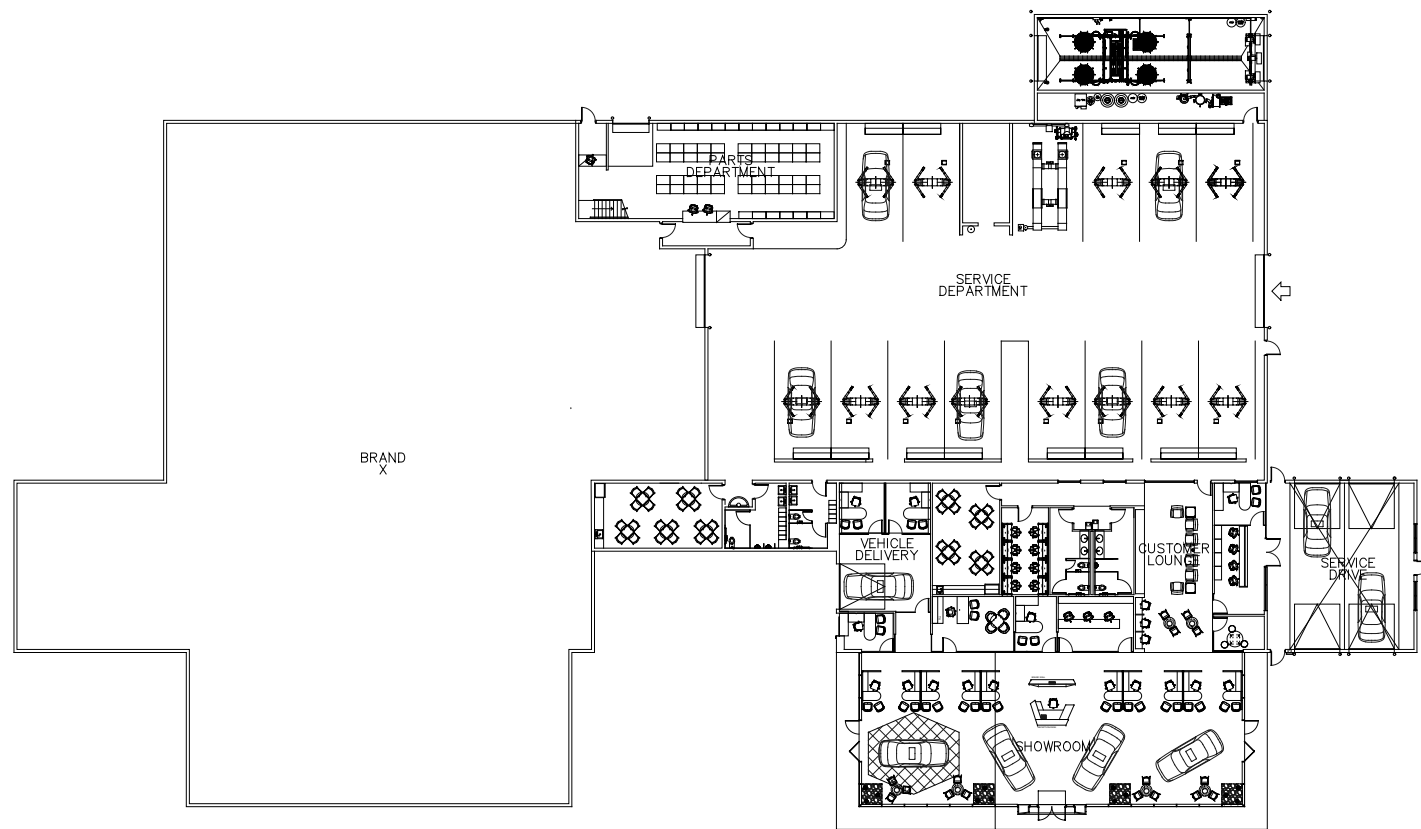 PARTS
DEPARTMENT
SERVICE
DEPARTMENT
BRAND
X
VEHICLE
DELIVERY
CUSTOMER
LOUNGE
SERVICE
DRIVE
SHOWROOM